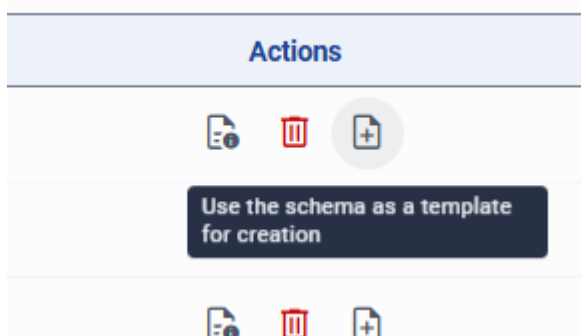 Actions
Use the schema as a template
for creation